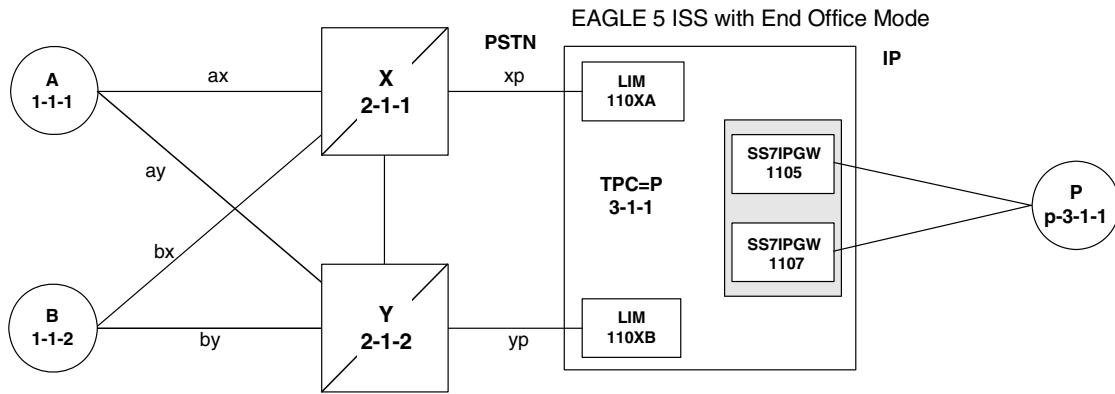 EAGLE 5 ISS with End Office Mode
PSTN
IP
A
1-1-1
ax
X
2-1-1
xp
LIM
110XA
ay
SS7IPGW
1105
TPC=P
3-1-1
P
p-3-1-1
bx
SS7IPGW
1107
B
1-1-2
by
Y
2-1-2
yp
LIM
110XB